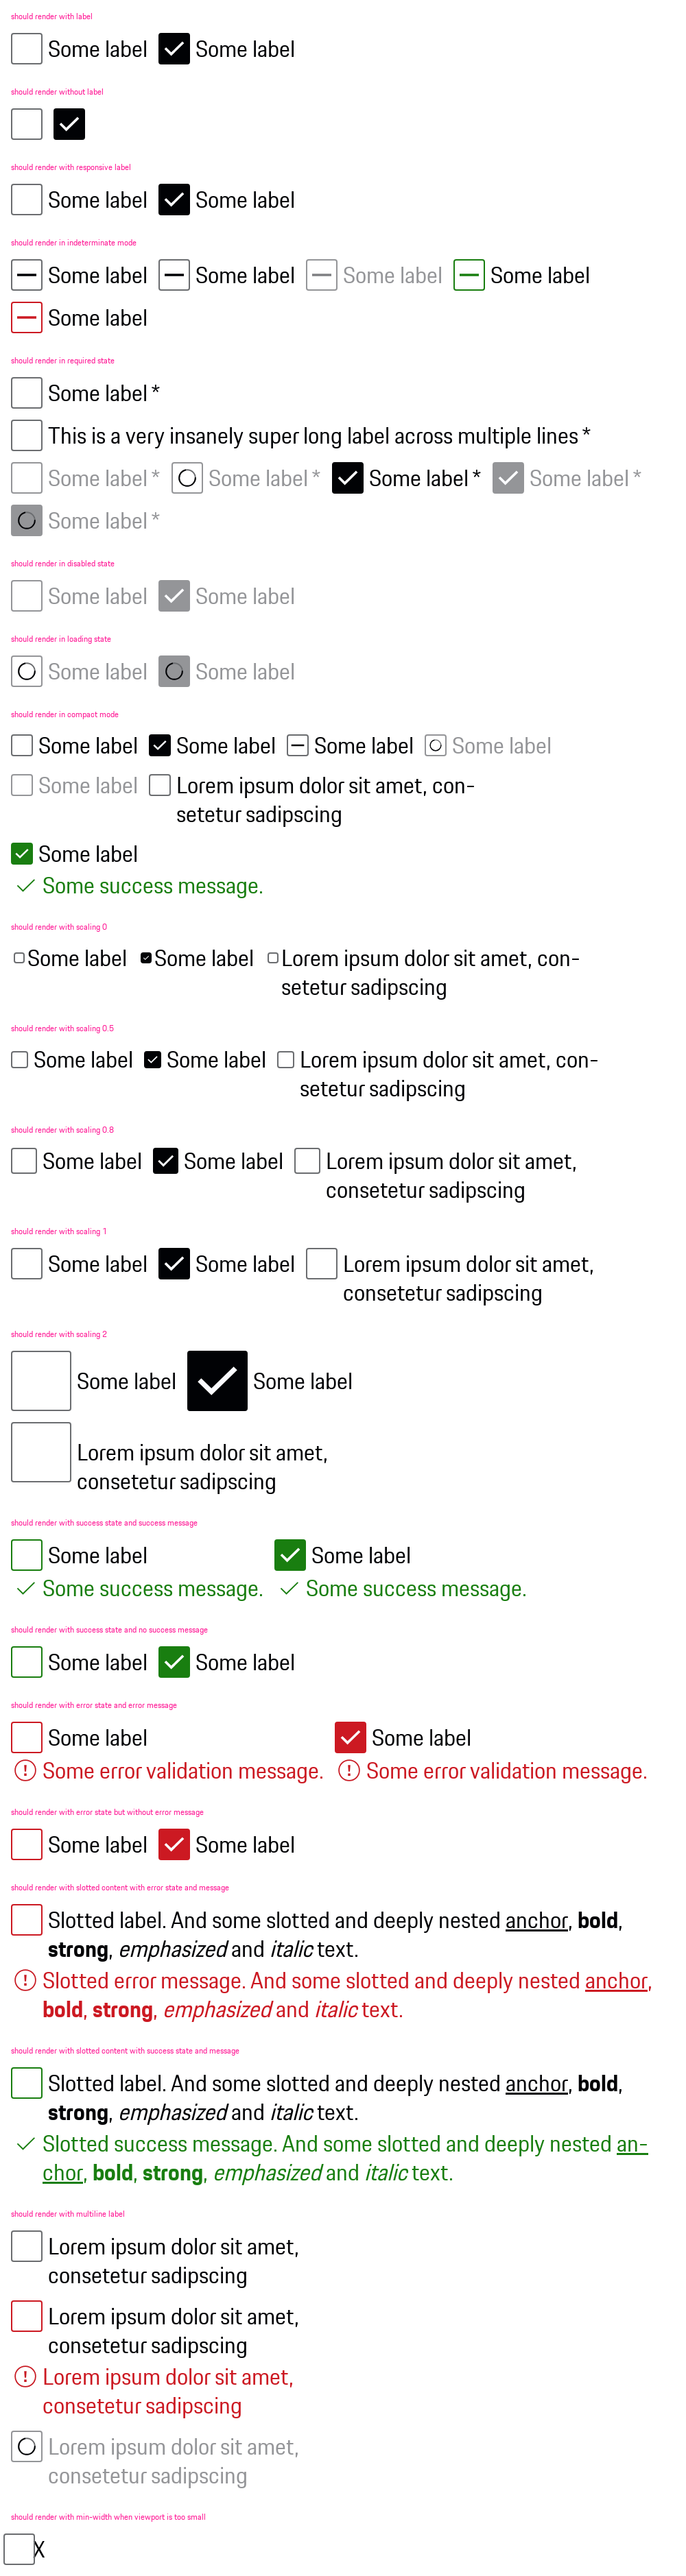 should render with label
Some label Some label
should render without label
should render with responsive label
Some label Some label
should render in indeterminate mode
Some label Some label Some label Some label
Some label
should render in required state
Some label *
This is a very insanely super long label across multiple lines *
Some label * Some label * Some label * Some label *
Some label *
should render in disabled state
Some label Some label
should render in loading state
Some label Some label
should render in compact mode
Some label Some label Some label Some label
Some label Lorem ipsum dolor sit amet, con-
setetur sadipscing
Some label
Some success message.
should render with scaling 0
Some label Some label Lorem ipsum dolor sit amet, con-
setetur sadipscing
should render with scaling 0.5
Some label Some label Lorem ipsum dolor sit amet, con-
setetur sadipscing
should render with scaling 0.8
Some label Some label Lorem ipsum dolor sit amet,
consetetur sadipscing
should render with scaling 1
Some label Some label Lorem ipsum dolor sit amet,
consetetur sadipscing
should render with scaling 2
Some label Some label
Lorem ipsum dolor sit amet,
consetetur sadipscing
should render with success state and success message
Some label Some label
Some success message. Some success message.
should render with success state and no success message
Some label Some label
should render with error state and error message
Some label Some label
Some error validation message. Some error validation message.
should render with error state but without error message
Some label Some label
should render with slotted content with error state and message
Slotted label. And some slotted and deeply nested anchor, bold,
strong, emphasized and italic text.
Slotted error message. And some slotted and deeply nested anchor,
bold, strong, emphasized and italic text.
should render with slotted content with success state and message
Slotted label. And some slotted and deeply nested anchor, bold,
strong, emphasized and italic text.
Slotted success message. And some slotted and deeply nested an-
chor, bold, strong, emphasized and italic text.
should render with multiline label
Lorem ipsum dolor sit amet,
consetetur sadipscing
Lorem ipsum dolor sit amet,
consetetur sadipscing
Lorem ipsum dolor sit amet,
consetetur sadipscing
Lorem ipsum dolor sit amet,
consetetur sadipscing
should render with min-width when viewport is too small
X